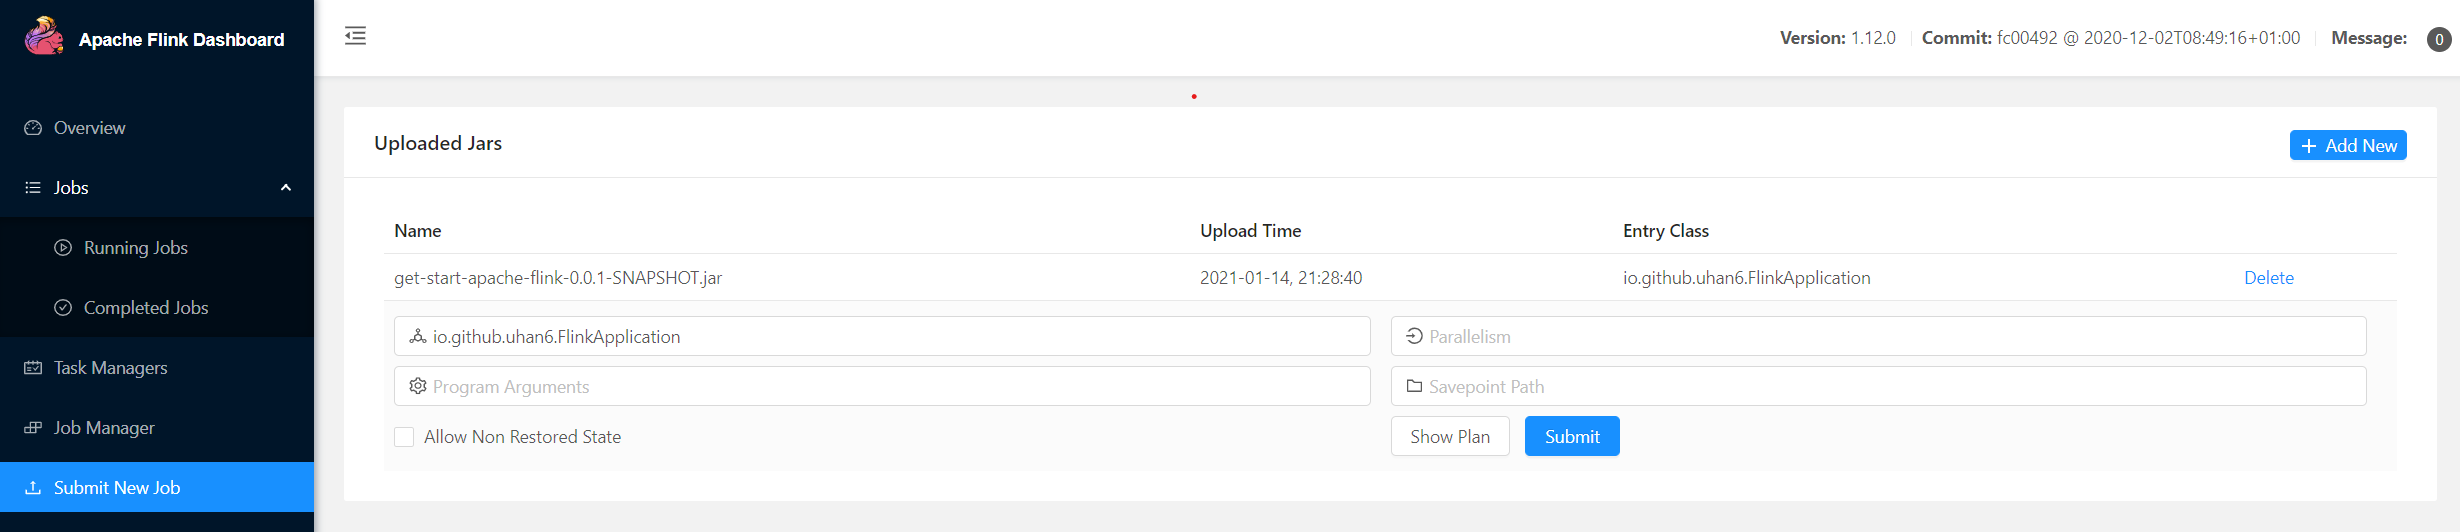 Apache Flink Dashboard
Version: 1.12.0 Commit: fc00492 @ 2020-12-02T08:49:16+01:00 Message: 0
Overview
Jobs
Running Jobs
Completed Jobs
Task Managers
Job Manager
Submit New Job
Uploaded Jars
Add New
Name Upload Time Entry Class
get-start-apache-flink-0.0.1-SNAPSHOT.jar 2021-01-14, 21:28:40 io.github.uhan6.FlinkApplication Delete
io.github.uhan6.FlinkApplication Parallelism
Program Arguments Savepoint Path
Allow Non Restored State Show Plan Submit